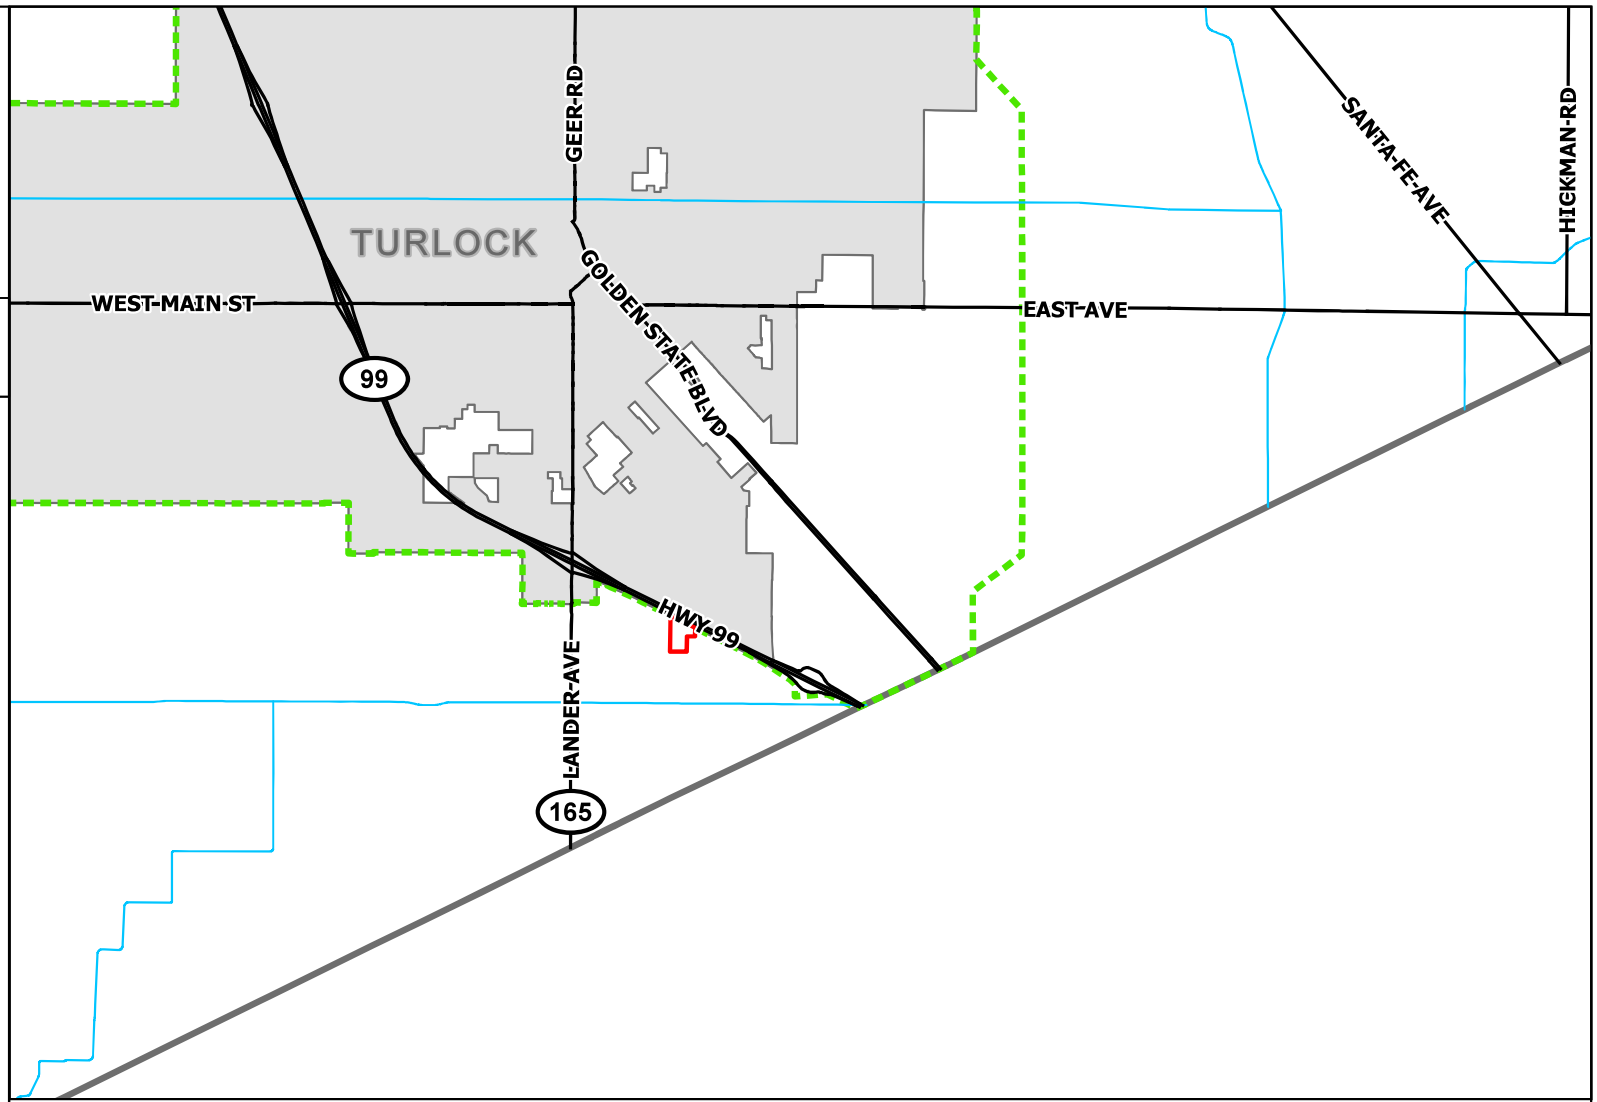 GEER RD
SANTA FE AVE
HICKMAN RD
TURLOCK
WEST MAIN ST
GOLDEN STATE BLVD
EAST AVE
99
HWY 99
LANDER AVE
165